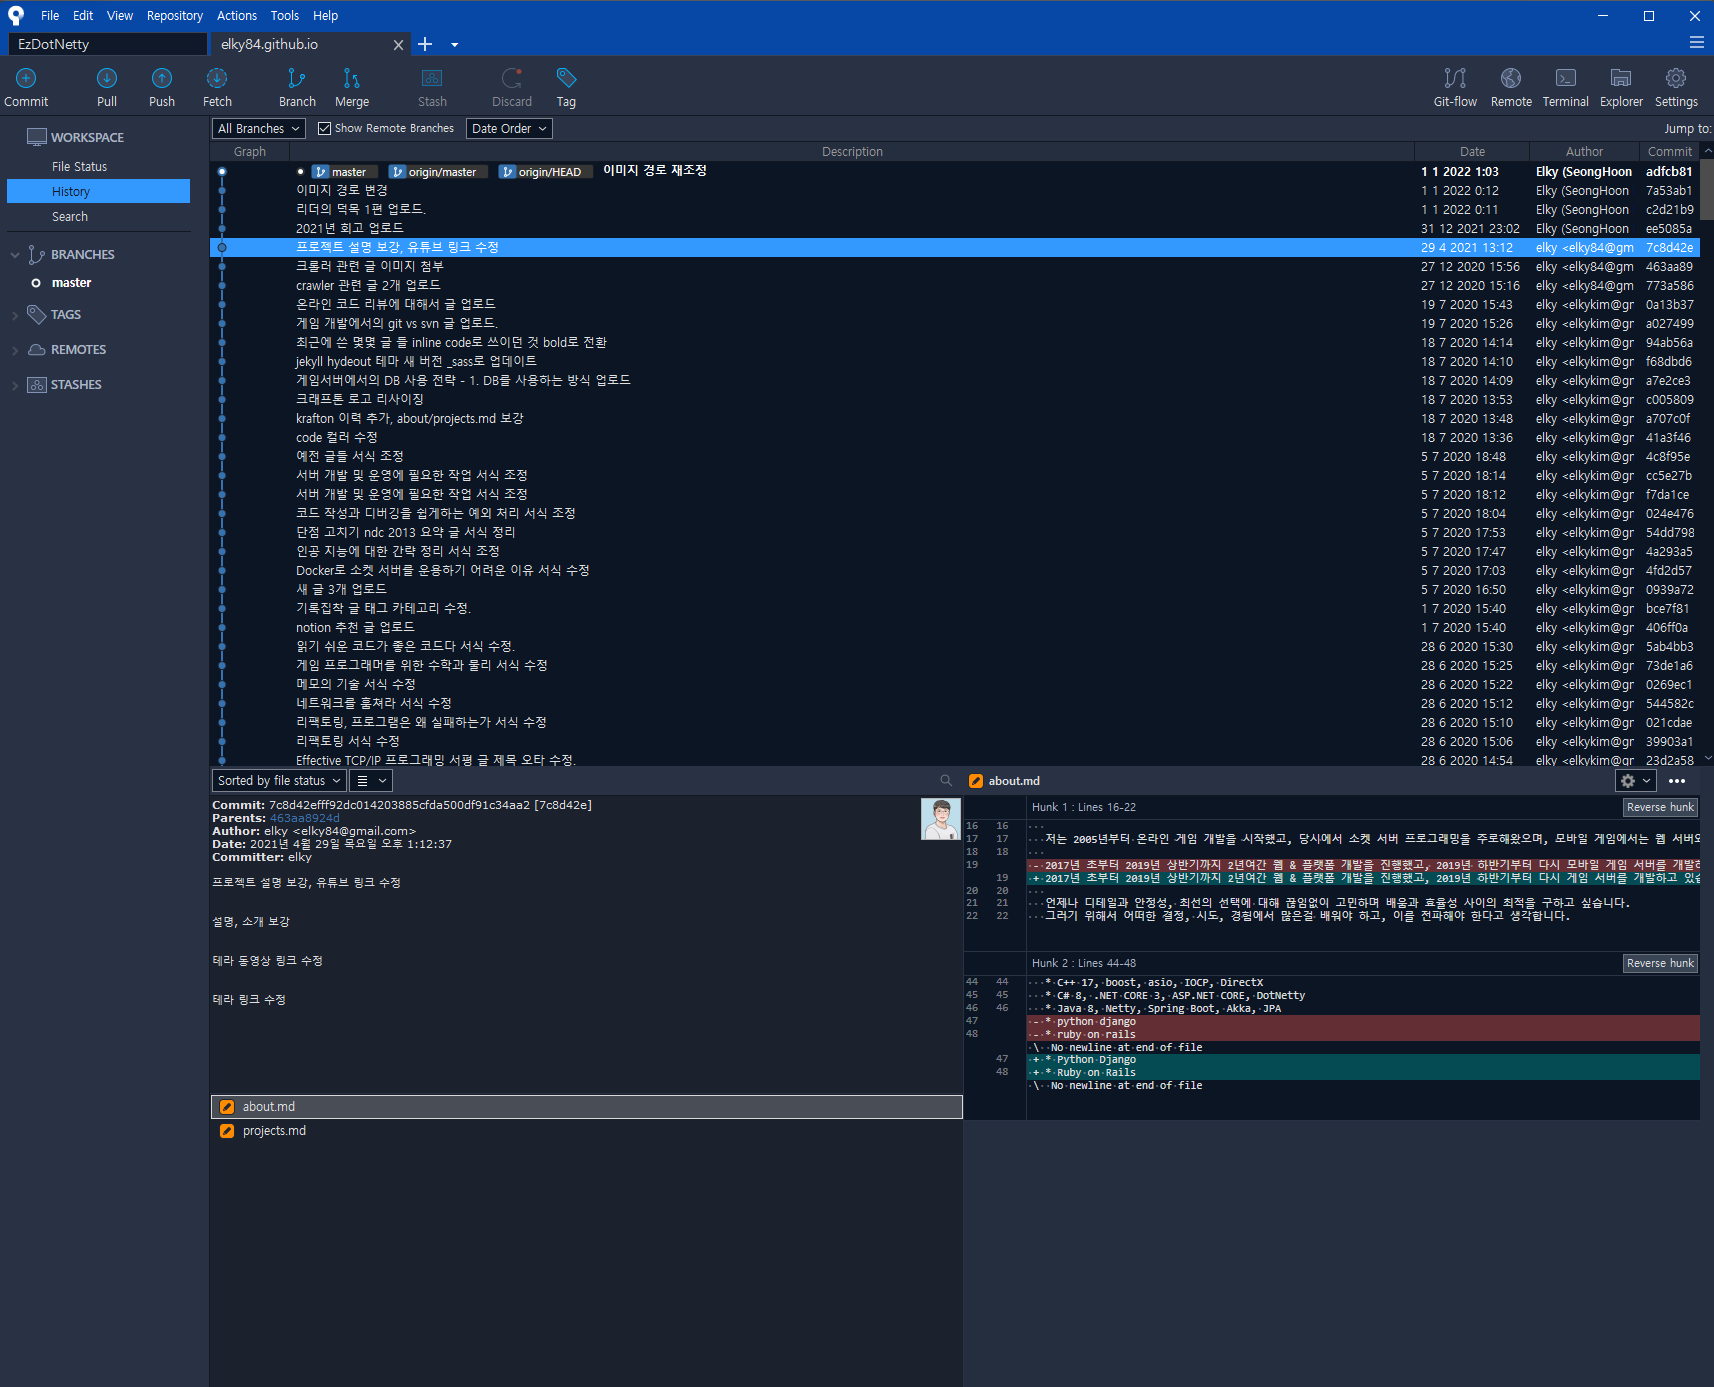 File Edit View Repository Actions Tools Help
EzDotNetty elky84.github.io
Commit Pull Push Fetch Branch Merge Stash Discard Tag Git-flow Remote Terminal Explorer Settings
WORKSPACE
File Status
History
Search
BRANCHES
master
TAGS
REMOTES
STASHES
All Branches Show Remote Branches Date Order Jump to:
Graph Description Date Author Commit
master origin/master origin/HEAD 이미지 경로 재조정 1 1 2022 1:03 Elky (SeongHoon adfcb81
이미지 경로 변경 1 1 2022 0:12 Elky (SeongHoon 7a53ab1
리더의 덕목 1편 업로드. 1 1 2022 0:11 Elky (SeongHoon c2d21b9
2021년 회고 업로드 31 12 2021 23:02 Elky (SeongHoon ee5085a
프로젝트 설명 보강, 유튜브 링크 수정 29 4 2021 13:12 elky <elky84@gm 7c8d42e
크롤러 관련 글 이미지 첨부 27 12 2020 15:56 elky <elky84@gm 463aa89
crawler 관련 글 2개 업로드 27 12 2020 15:16 elky <elky84@gm 773a586
온라인 코드 리뷰에 대해서 글 업로드 19 7 2020 15:43 elky <elkykim@gr 0a13b37
게임 개발에서의 git vs svn 글 업로드. 19 7 2020 15:26 elky <elkykim@gr a027499
최근에 쓴 몇몇 글 들 inline code로 쓰이던 것 bold로 전환 18 7 2020 14:14 elky <elkykim@gr 94ab56a
jekyll hydeout 테마 새 버전 _sass로 업데이트 18 7 2020 14:10 elky <elkykim@gr f68dbd6
게임서버에서의 DB 사용 전략 - 1. DB를 사용하는 방식 업로드 18 7 2020 14:09 elky <elkykim@gr a7e2ce3
크래프톤 로고 리사이징 18 7 2020 13:53 elky <elkykim@gr c005809
krafton 이력 추가, about/projects.md 보강 18 7 2020 13:48 elky <elkykim@gr a707c0f
code 컬러 수정 18 7 2020 13:36 elky <elkykim@gr 41a3f46
예전 글들 서식 조정 5 7 2020 18:48 elky <elkykim@gr 4c8f95e
서버 개발 및 운영에 필요한 작업 서식 조정 5 7 2020 18:14 elky <elkykim@gr cc5e27b
서버 개발 및 운영에 필요한 작업 서식 조정 5 7 2020 18:12 elky <elkykim@gr f7da1ce
코드 작성과 디버깅을 쉽게하는 예외 처리 서식 조정 5 7 2020 18:04 elky <elkykim@gr 024e476
단점 고치기 ndc 2013 요약 글 서식 정리 5 7 2020 17:53 elky <elkykim@gr 54dd798
인공 지능에 대한 간략 정리 서식 조정 5 7 2020 17:47 elky <elkykim@gr 4a293a5
Docker로 소켓 서버를 운용하기 어려운 이유 서식 수정 5 7 2020 17:03 elky <elkykim@gr 4fd2d57
새 글 3개 업로드 5 7 2020 16:50 elky <elkykim@gr 0939a72
기록집착 글 태그 카테고리 수정. 1 7 2020 15:40 elky <elkykim@gr bce7f81
notion 추천 글 업로드 1 7 2020 15:40 elky <elkykim@gr 406ff0a
읽기 쉬운 코드가 좋은 코드다 서식 수정. 28 6 2020 15:30 elky <elkykim@gr 5ab4bb3
게임 프로그래머를 위한 수학과 물리 서식 수정 28 6 2020 15:25 elky <elkykim@gr 73de1a6
메모의 기술 서식 수정 28 6 2020 15:22 elky <elkykim@gr 0269ec1
네트워크를 훔쳐라 서식 수정 28 6 2020 15:12 elky <elkykim@gr 544582c
리팩토링, 프로그램은 왜 실패하는가 서식 수정 28 6 2020 15:10 elky <elkykim@gr 021cdae
리팩토링 서식 수정 28 6 2020 15:06 elky <elkykim@gr 39903a1
Effective TCP/IP 프로그래밍 서평 글 제목 오타 수정. 28 6 2020 14:54 elky <elkykim@gr 23d2a58
Sorted by file status
Commit: 7c8d42efff92dc014203885cfda500df91c34aa2 [7c8d42e]
Parents: 463aa8924d
Author: elky <elky84@gmail.com>
Date: 2021년 4월 29일 목요일 오후 1:12:37
Committer: elky
프로젝트 설명 보강, 유튜브 링크 수정
설명, 소개 보강
테라 동영상 링크 수정
테라 링크 수정
about.md
projects.md
about.md
Hunk 1 : Lines 16-22 Reverse hunk
16 16
17 17 저는 2005년부터 온라인 게임 개발을 시작했고, 당시에서 소켓 서버 프로그래밍을 주로해왔으며, 모바일 게임에서는 웹 서버와
18 18
19 - 2017년 초부터 2019년 상반기까지 2년여간 웹 & 플랫폼 개발을 진행했고, 2019년 하반기부터 다시 모바일 게임 서버를 개발하
19 + 2017년 초부터 2019년 상반기까지 2년여간 웹 & 플랫폼 개발을 진행했고, 2019년 하반기부터 다시 게임 서버를 개발하고 있습
20 20
21 21 언제나 디테일과 안정성, 최선의 선택에 대해 끊임없이 고민하며 배움과 효율성 사이의 최적을 구하고 싶습니다.
22 22 그러기 위해서 어떠한 결정, 시도, 경험에서 많은걸 배워야 하고, 이를 전파해야 한다고 생각합니다.
Hunk 2 : Lines 44-48 Reverse hunk
44 44 * C++ 17, boost, asio, IOCP, DirectX
45 45 * C# 8, .NET CORE 3, ASP.NET CORE, DotNetty
46 46 * Java 8, Netty, Spring Boot, Akka, JPA
47 - * python django
48 - * ruby on rails
\ No newline at end of file
47 + * Python Django
48 + * Ruby on Rails
\ No newline at end of file